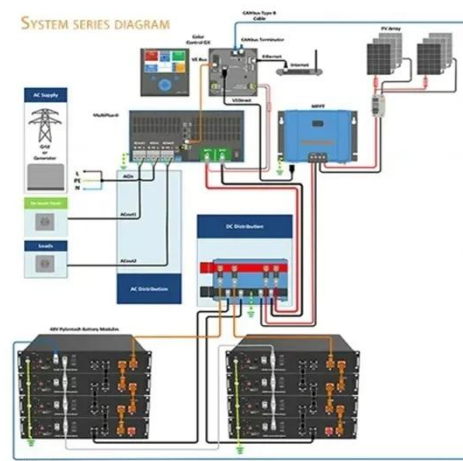 SYSTEM SERIES DIAGRAM
CANbus Type B
Cable
Color
Control GX
CANbus Terminator
PV Array
VE Bus
Ethernet
Internet
AC Supply
MultiPlus-II
VE Direct
MPPT
Grid
or
Generator
L
PE
N
ACin
ACout1
Loads
DC Distribution
ACout2
AC Distribution
48V Pylontech Battery Modules